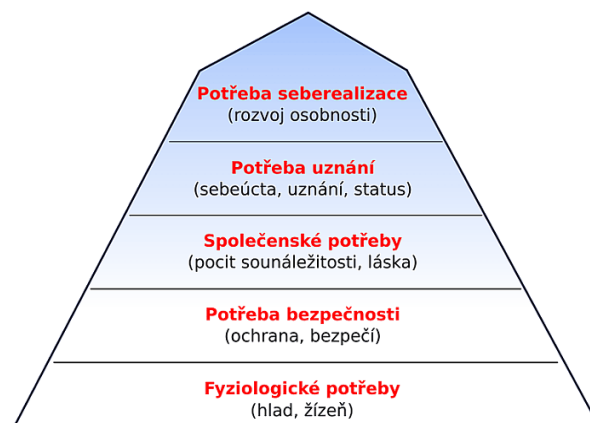 Potřeba seberealizace
(rozvoj osobnosti)
Potřeba uznání
(sebeúcta, uznání, status)
Společenské potřeby
(pocit sounáležitosti, láska)
Potřeba bezpečnosti
(ochrana, bezpečí)
Fyziologické potřeby
(hlad, žízeň)